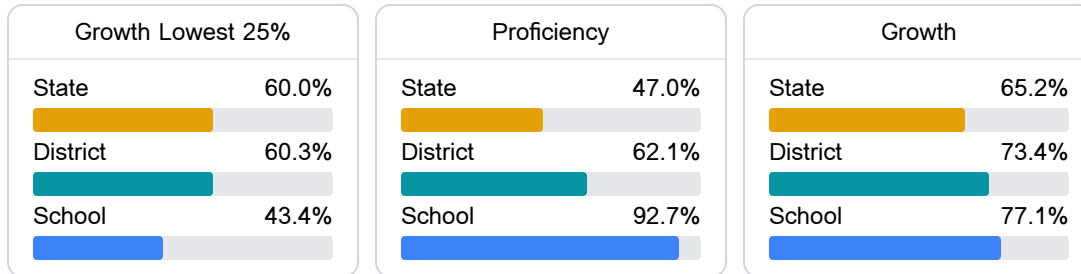 Growth Lowest 25%
State 60.0%
District 60.3%
School 43.4%
Proficiency
State 47.0%
District 62.1%
School 92.7%
Growth
State 65.2%
District 73.4%
School 77.1%